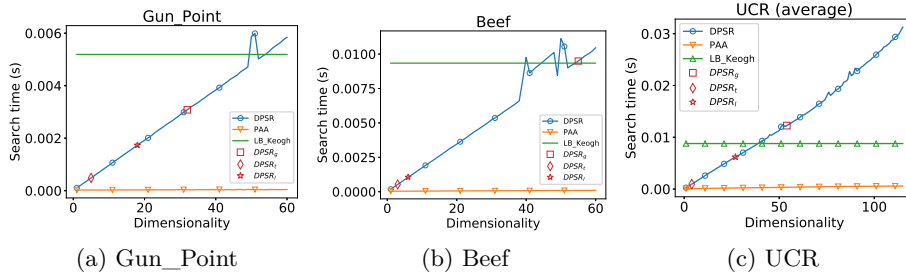 Gun_Point
Search time (s)
0.006
0.004
0.002
0.000
0
20
40
60
Dimensionality
DPSR
PAA
LB_Keogh
DPSR_g
DPSR_t
DPSR_l
(a) Gun_Point
Beef
Search time (s)
0.0100
0.0075
0.0050
0.0025
0.0000
0
20
40
60
Dimensionality
DPSR
PAA
LB_Keogh
DPSR_g
DPSR_t
DPSR_l
(b) Beef
UCR (average)
Search time (s)
0.03
0.02
0.01
0.00
0
50
100
Dimensionality
DPSR
PAA
LB_Keogh
DPSR_g
DPSR_t
DPSR_l
(c) UCR